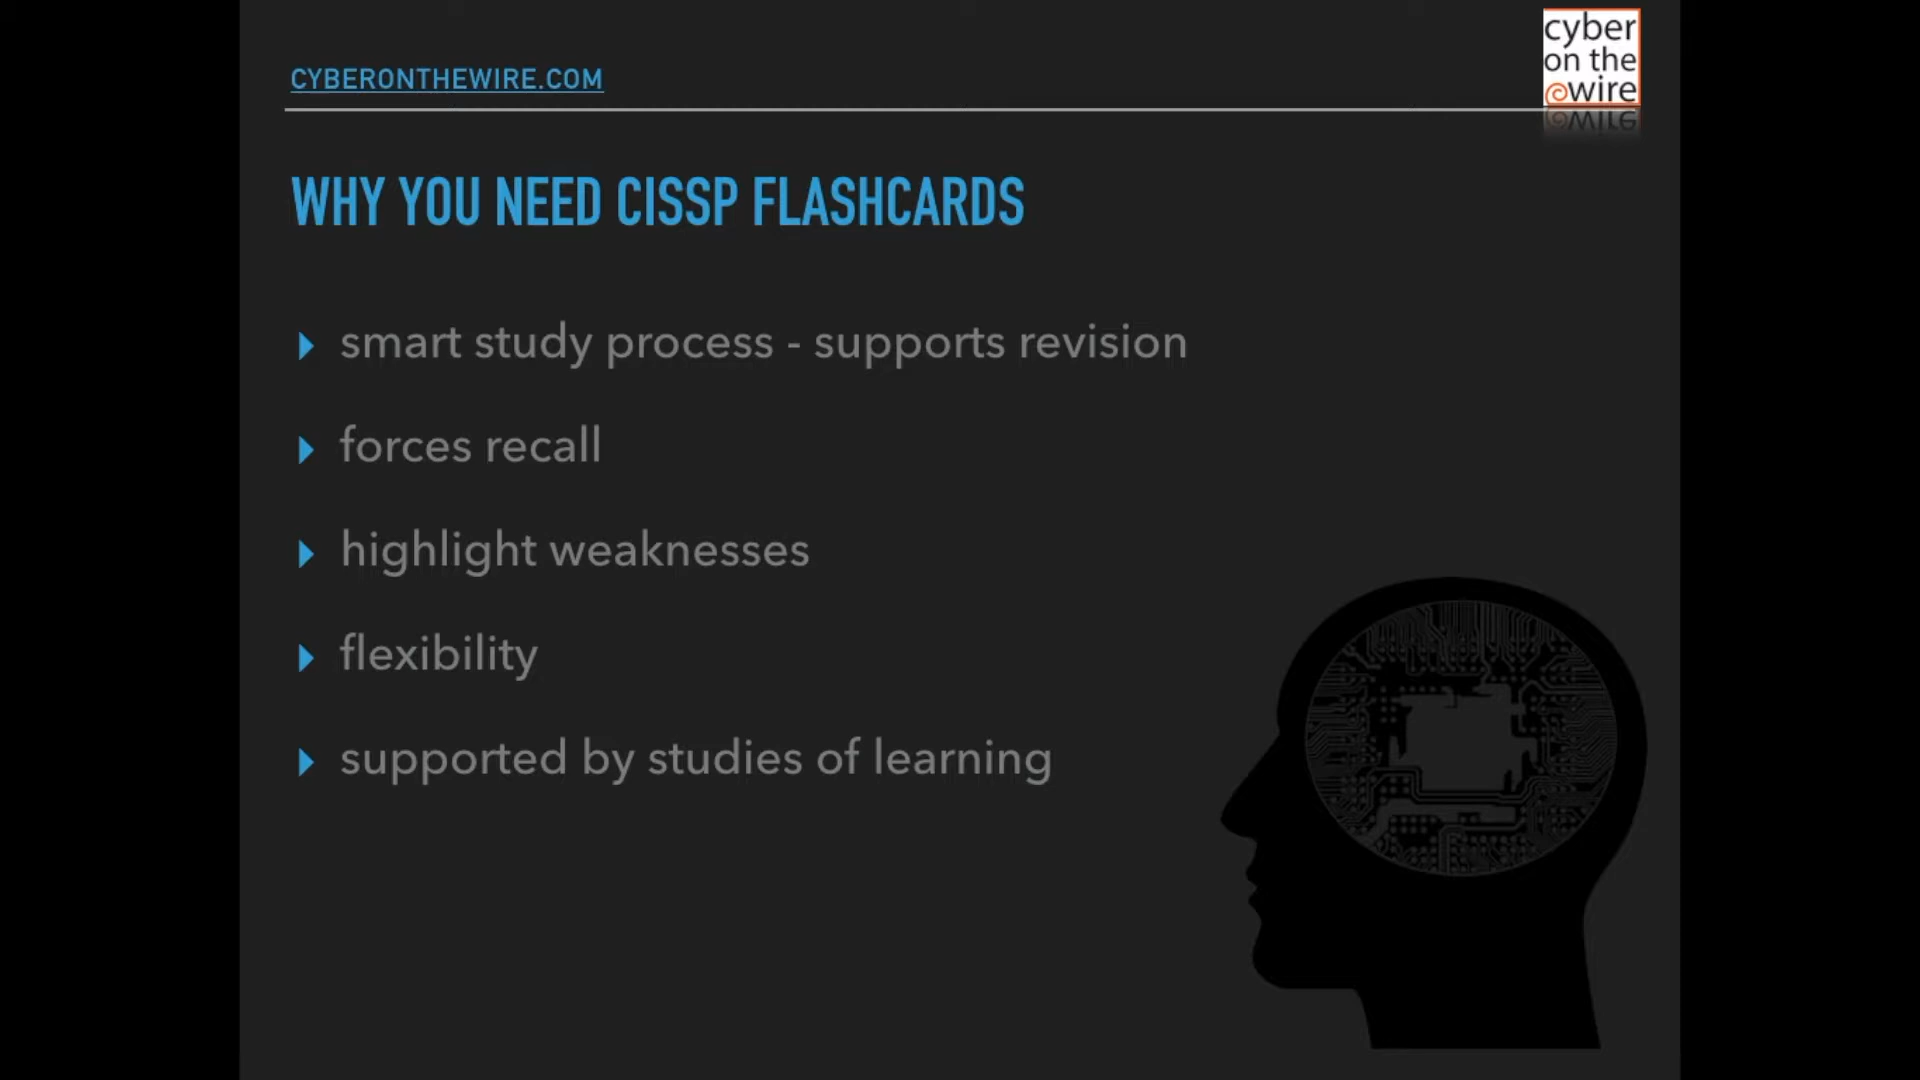 CYBERONTHEWIRE.COM
cyber
on the
wire
WHY YOU NEED CISSP FLASHCARDS
smart study process - supports revision
forces recall
highlight weaknesses
flexibility
supported by studies of learning